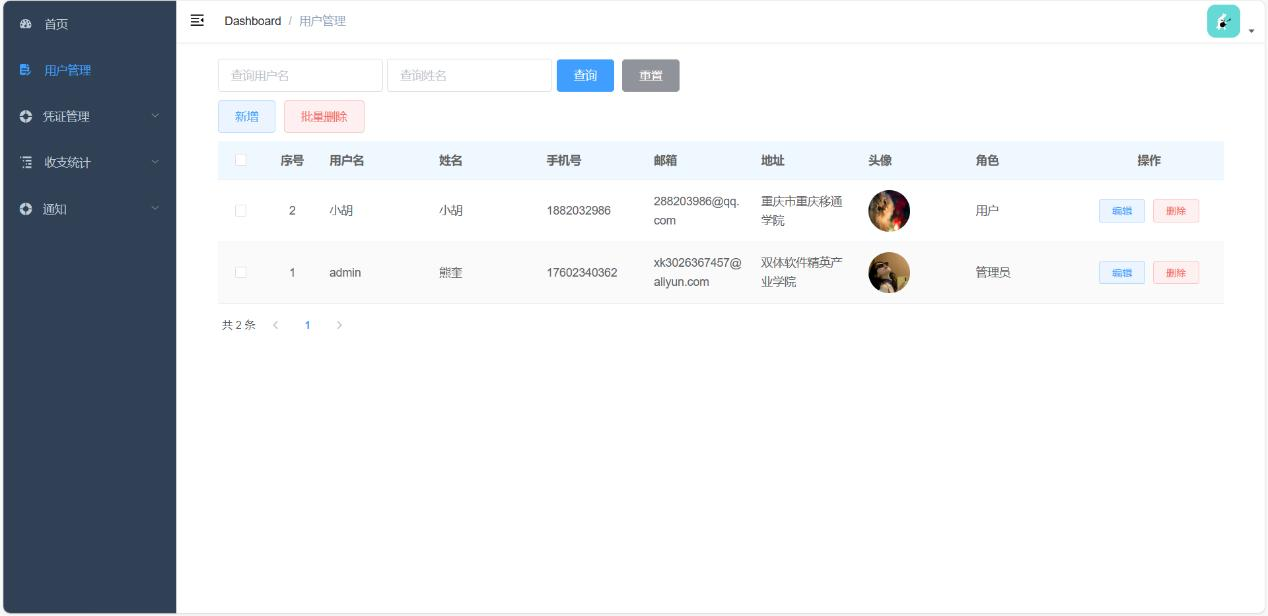 首页
用户管理
凭证管理
收支统计
通知
Dashboard / 用户管理
查询用户名 查询姓名 查询 重置
新增 批量删除
序号 用户名 姓名 手机号 邮箱 地址 头像 角色 操作
2 小胡 小胡 1882032986 288203986@qq.com 重庆市重庆移通学院 用户 编辑 删除
1 admin 熊奎 17602340362 xk3026367457@aliyun.com 双体软件精英产业学院 管理员 编辑 删除
共 2 条 1